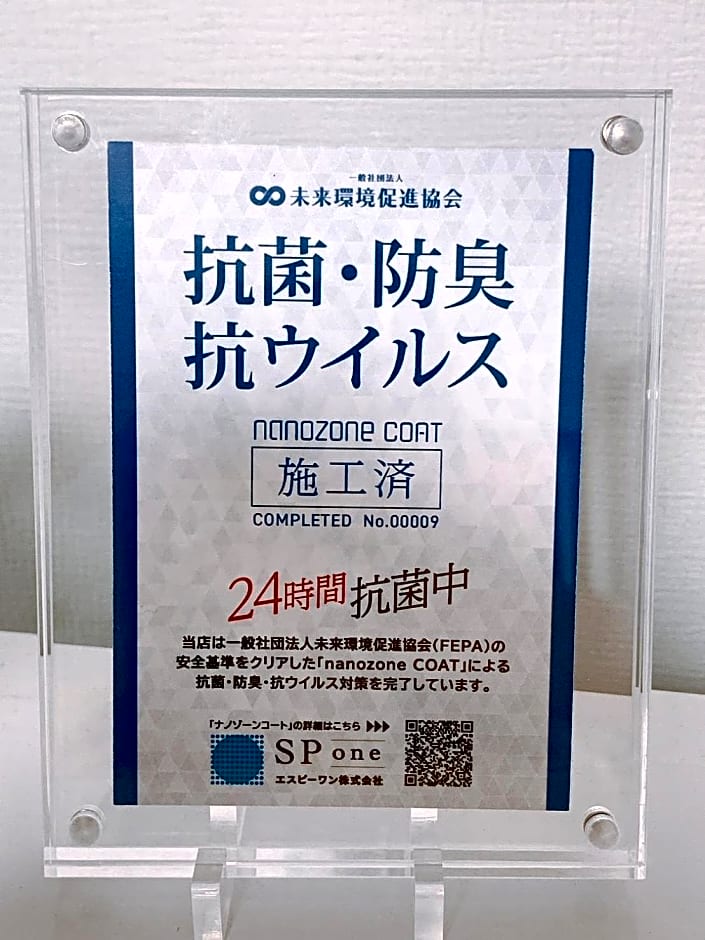 一般社団法人
未来環境促進協会
抗菌・防臭
抗ウイルス
nanozone COAT
施工済
COMPLETED No.00009
24時間抗菌中
当店は一般社団法人未来環境促進協会(FEPA)の
安全基準をクリアした「nanozone COAT」による
抗菌・防臭・抗ウイルス対策を完了しています。
「ナノゾーンコート」の詳細はこちら
SP one
エスピーワン株式会社